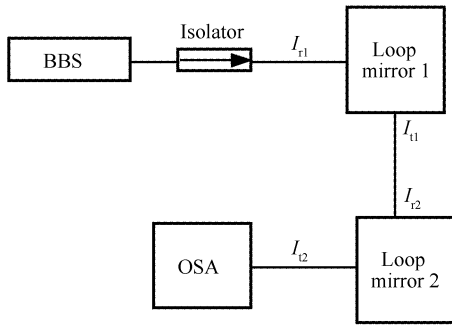 Isolator
BBS
I_r1
Loop
mirror 1
I_t1
I_r2
OSA
I_t2
Loop
mirror 2